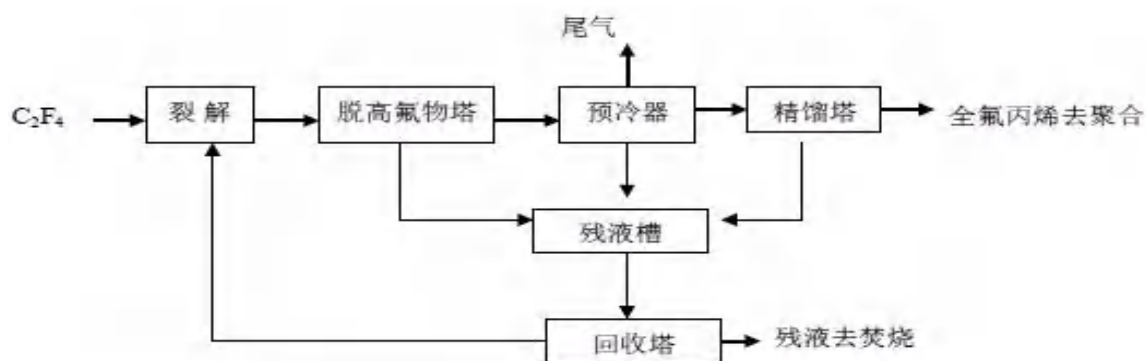 尾气
C₂F₄
裂 解
脱高氟物塔
预冷器
精馏塔
全氟丙烯去聚合
残液槽
回收塔
残液去焚烧